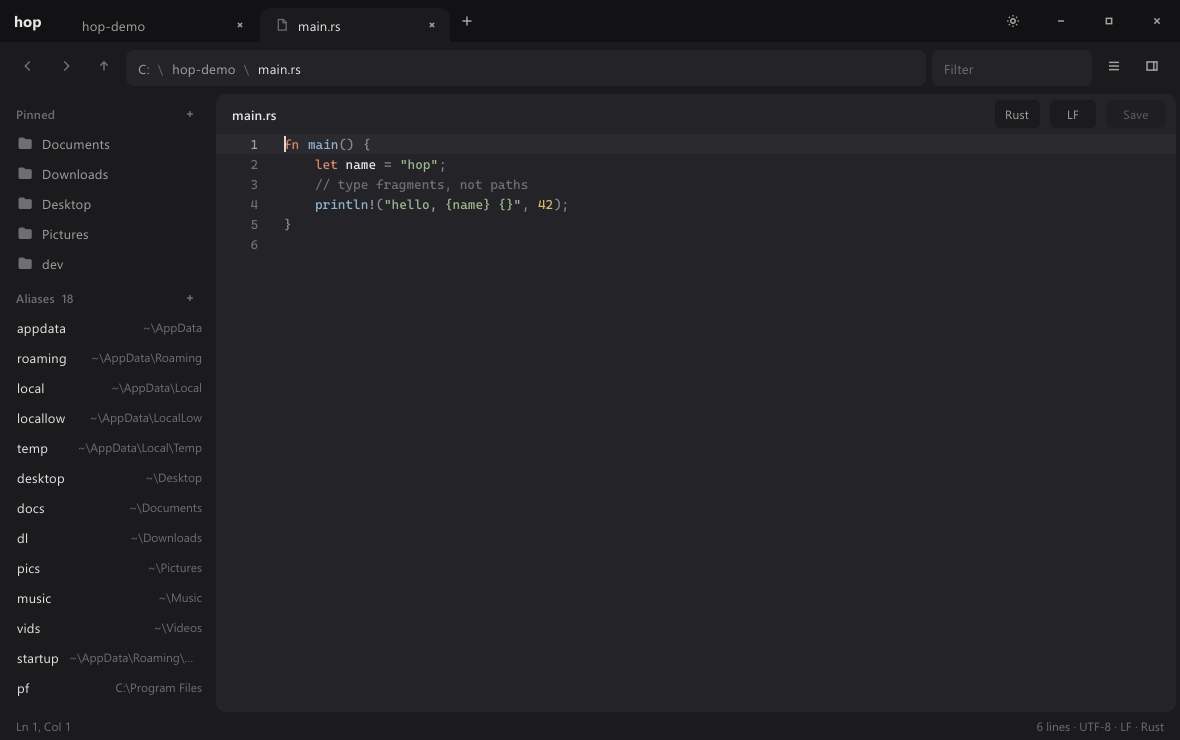 hop hop-demo × main.rs × +
C: \ hop-demo \ main.rs Filter
Pinned +
Documents
Downloads
Desktop
Pictures
dev
Aliases 18 +
appdata ~\AppData
roaming ~\AppData\Roaming
local ~\AppData\Local
locallow ~\AppData\LocalLow
temp ~\AppData\Local\Temp
desktop ~\Desktop
docs ~\Documents
dl ~\Downloads
pics ~\Pictures
music ~\Music
vids ~\Videos
startup ~\AppData\Roaming\...
pf C:\Program Files
main.rs Rust LF Save
1 fn main() {
2     let name = "hop";
3     // type fragments, not paths
4     println!("hello, {name} {}", 42);
5 }
6
Ln 1, Col 1 6 lines · UTF-8 · LF · Rust